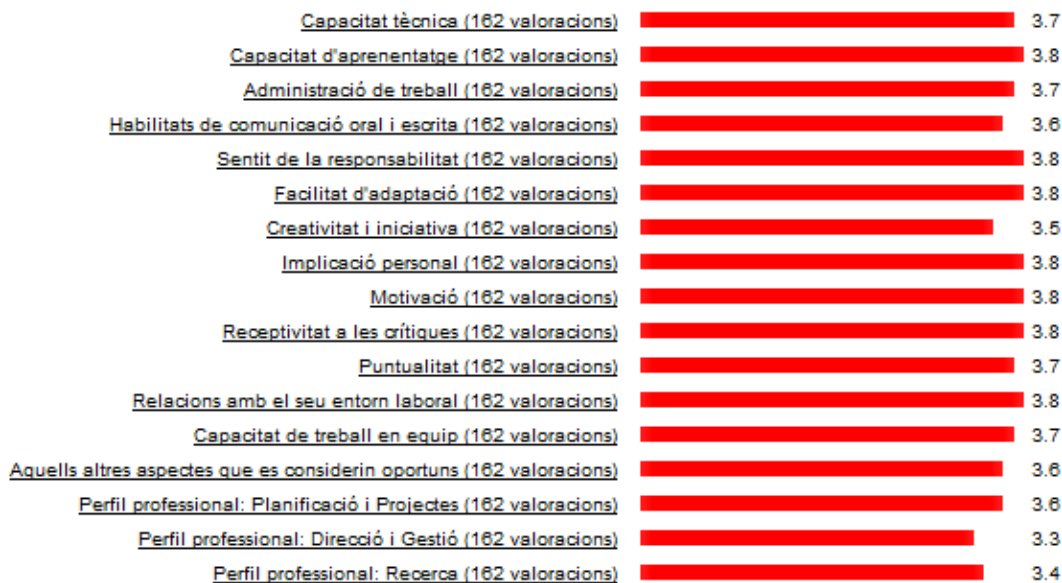 Capacitat tècnica (162 valoracions) 3.7
Capacitat d'aprenentatge (162 valoracions) 3.8
Administració de treball (162 valoracions) 3.7
Habilitats de comunicació oral i escrita (162 valoracions) 3.6
Sentit de la responsabilitat (162 valoracions) 3.8
Facilitat d'adaptació (162 valoracions) 3.8
Creativitat i iniciativa (162 valoracions) 3.5
Implicació personal (162 valoracions) 3.8
Motivació (162 valoracions) 3.8
Receptivitat a les crítiques (162 valoracions) 3.8
Puntualitat (162 valoracions) 3.7
Relacions amb el seu entorn laboral (162 valoracions) 3.8
Capacitat de treball en equip (162 valoracions) 3.7
Aquells altres aspectes que es considerin oportuns (162 valoracions) 3.6
Perfil professional: Planificació i Projectes (162 valoracions) 3.6
Perfil professional: Direcció i Gestió (162 valoracions) 3.3
Perfil professional: Recerca (162 valoracions) 3.4